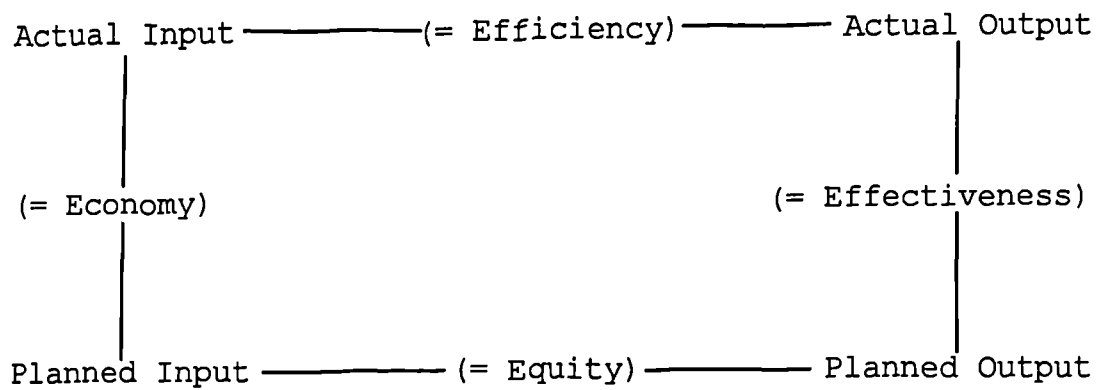 Actual Input (= Efficiency) Actual Output
(= Economy) (= Effectiveness)
Planned Input (= Equity) Planned Output